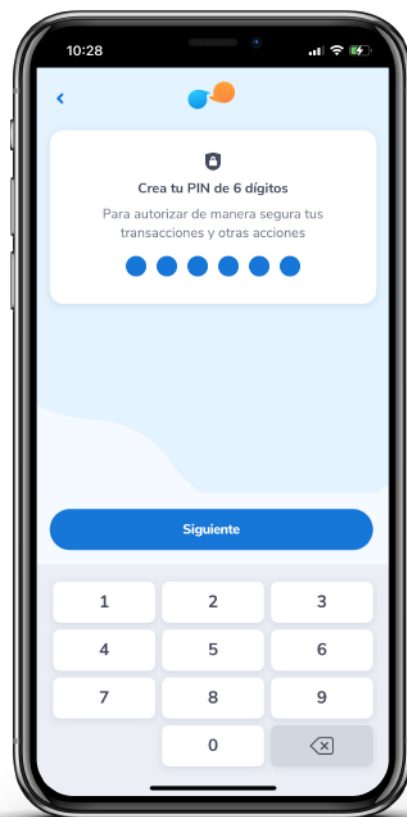 10:28
Crea tu PIN de 6 dígitos
Para autorizar de manera segura tus
transacciones y otras acciones
Siguiente
1 2 3
4 5 6
7 8 9
0